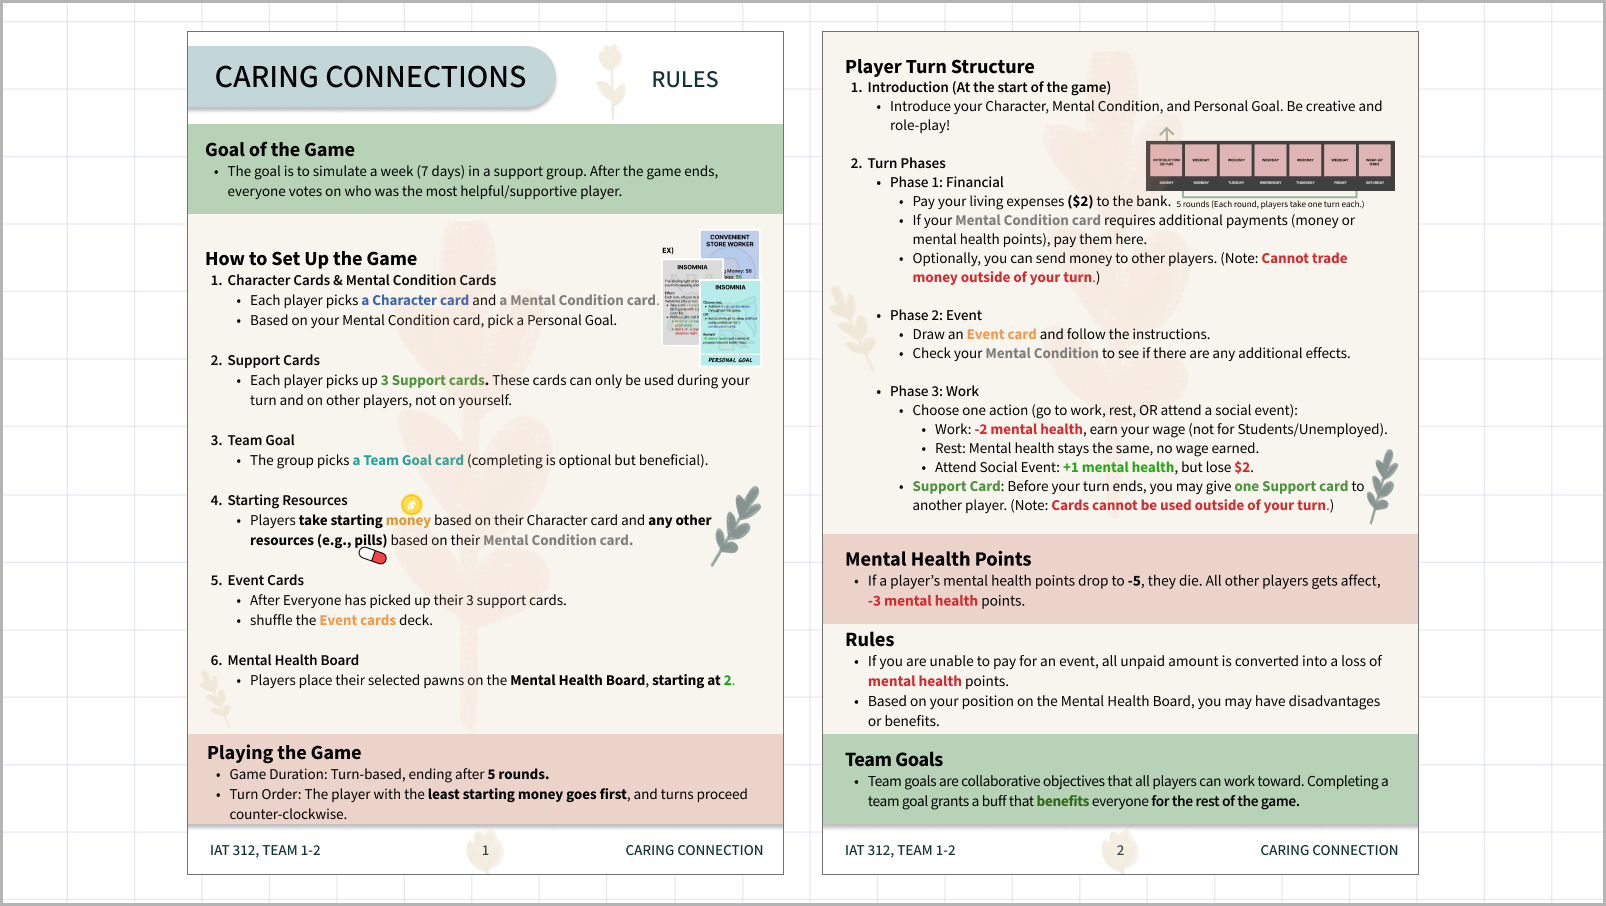 CARING CONNECTIONS
RULES
Goal of the Game
• The goal is to simulate a week (7 days) in a support group. After the game ends,
everyone votes on who was the most helpful/supportive player.
How to Set Up the Game
1. Character Cards & Mental Condition Cards
• Each player picks a Character card and a Mental Condition card.
• Based on your Mental Condition card, pick a Personal Goal.
EX)
CONVENIENT
STORE WORKER
INSOMNIA
INSOMNIA
PERSONAL GOAL
2. Support Cards
• Each player picks up 3 Support cards. These cards can only be used during your
turn and on other players, not on yourself.
3. Team Goal
• The group picks a Team Goal card (completing is optional but beneficial).
4. Starting Resources
• Players take starting money based on their Character card and any other
resources (e.g., pills) based on their Mental Condition card.
5. Event Cards
• After Everyone has picked up their 3 support cards.
• shuffle the Event cards deck.
6. Mental Health Board
• Players place their selected pawns on the Mental Health Board, starting at 2.
Playing the Game
• Game Duration: Turn-based, ending after 5 rounds.
• Turn Order: The player with the least starting money goes first, and turns proceed
counter-clockwise.
IAT 312, TEAM 1-2
1
CARING CONNECTION
Player Turn Structure
1. Introduction (At the start of the game)
• Introduce your Character, Mental Condition, and Personal Goal. Be creative and
role-play!
2. Turn Phases
• Phase 1: Financial
• Pay your living expenses ($2) to the bank.
WEEKDAY WEEKDAY WEEKDAY WEEKDAY WEEKDAY
SUNDAY MONDAY TUESDAY WEDNESDAY THURSDAY FRIDAY SATURDAY
5 rounds (Each round, players take one turn each.)
• If your Mental Condition card requires additional payments (money or
mental health points), pay them here.
• Optionally, you can send money to other players. (Note: Cannot trade
money outside of your turn.)
• Phase 2: Event
• Draw an Event card and follow the instructions.
• Check your Mental Condition to see if there are any additional effects.
• Phase 3: Work
• Choose one action (go to work, rest, OR attend a social event):
• Work: -2 mental health, earn your wage (not for Students/Unemployed).
• Rest: Mental health stays the same, no wage earned.
• Attend Social Event: +1 mental health, but lose $2.
• Support Card: Before your turn ends, you may give one Support card to
another player. (Note: Cards cannot be used outside of your turn.)
Mental Health Points
• If a player's mental health points drop to -5, they die. All other players gets affect,
-3 mental health points.
Rules
• If you are unable to pay for an event, all unpaid amount is converted into a loss of
mental health points.
• Based on your position on the Mental Health Board, you may have disadvantages
or benefits.
Team Goals
• Team goals are collaborative objectives that all players can work toward. Completing a
team goal grants a buff that benefits everyone for the rest of the game.
IAT 312, TEAM 1-2
2
CARING CONNECTION